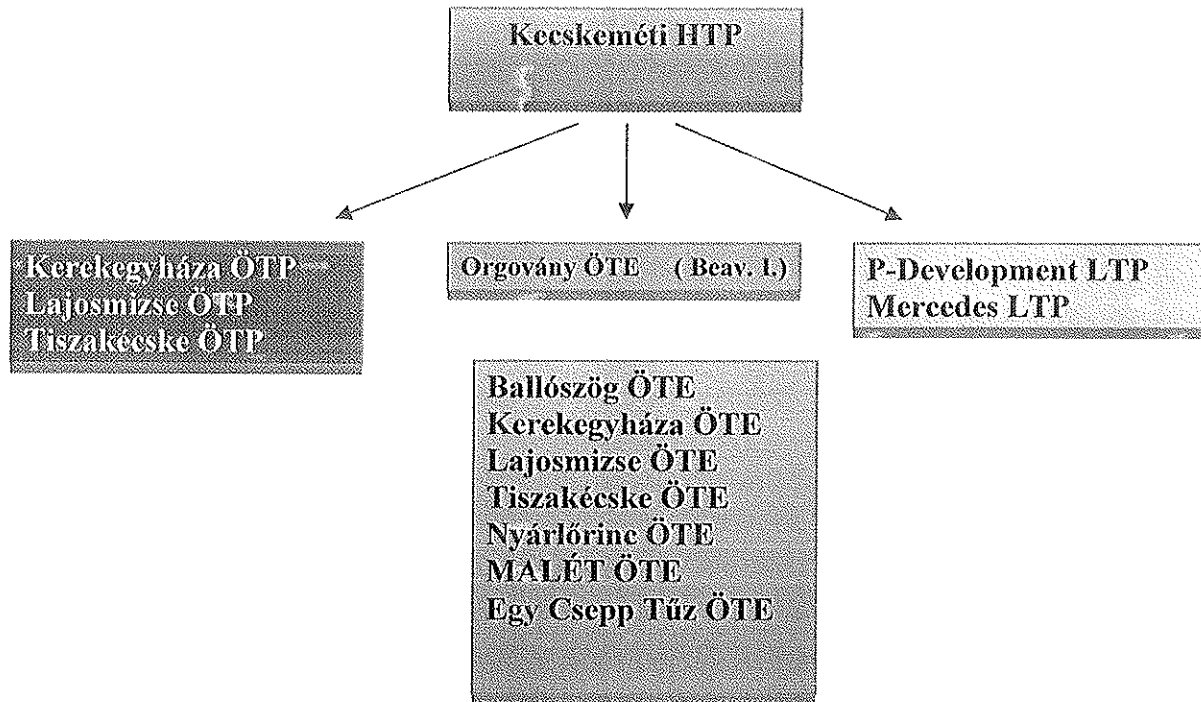 Kecskeméti HTP
Kerekegyháza ÖTP
Lajosmizse ÖTP
Tiszakécske ÖTP
Orgovány ÖTE ( Beav. I.)
P-Development LTP
Mercedes LTP
Ballószög ÖTE
Kerekegyháza ÖTE
Lajosmizse ÖTE
Tiszakécske ÖTE
Nyárlőrinc ÖTE
MALÉT ÖTE
Egy Csepp Tűz ÖTE